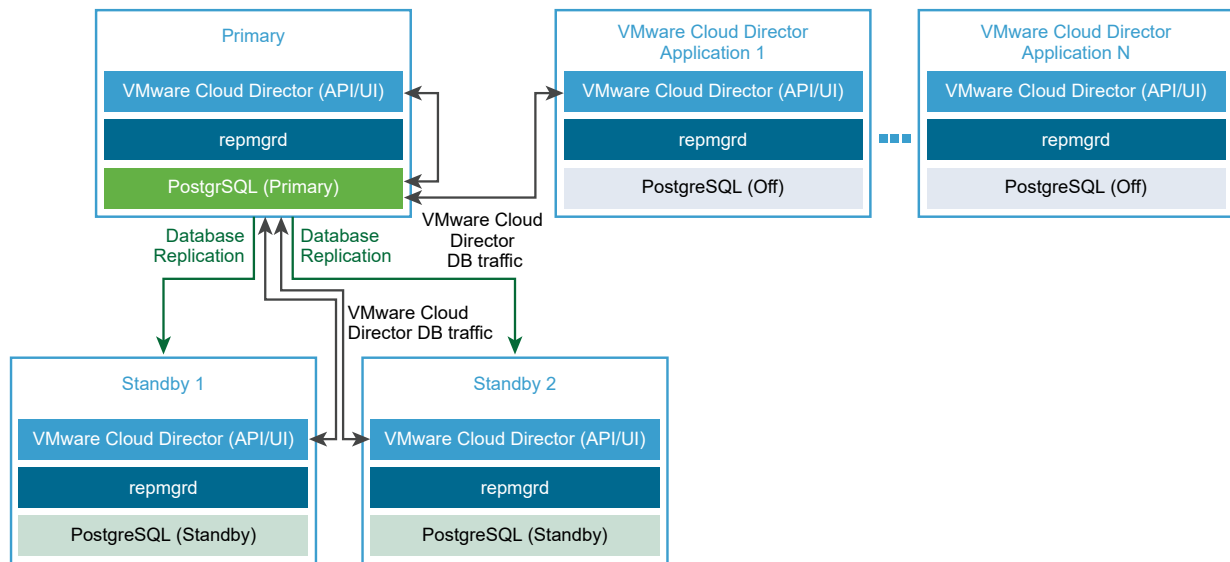 Primary
VMware Cloud Director (API/UI)
repmgrd
PostgrSQL (Primary)
VMware Cloud Director
Application 1
VMware Cloud Director (API/UI)
repmgrd
PostgreSQL (Off)
VMware Cloud Director
Application N
VMware Cloud Director (API/UI)
repmgrd
PostgreSQL (Off)
Database
Replication
Database
Replication
VMware Cloud
Director
DB traffic
VMware Cloud
Director DB traffic
Standby 1
VMware Cloud Director (API/UI)
repmgrd
PostgreSQL (Standby)
Standby 2
VMware Cloud Director (API/UI)
repmgrd
PostgreSQL (Standby)